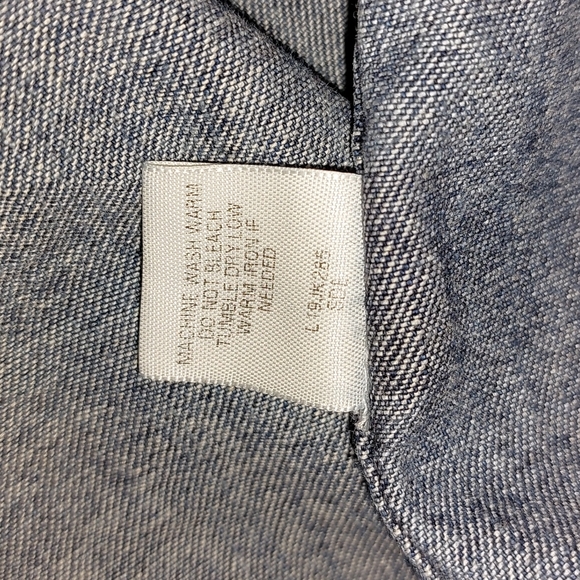 MACHINE WASH WARM
DO NOT BLEACH
TUMBLE DRY LOW
WARM IRON IF
NEEDED